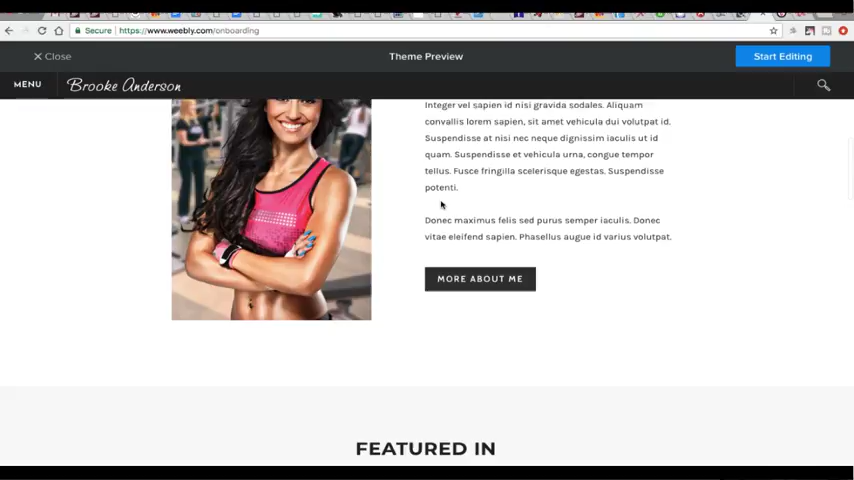 Secure
https://www.weebly.com/onboarding
Close
Theme Preview
Start Editing
MENU
Brooke Anderson
Integer vel sapien id nisi gravida sodales. Aliquam
convallis lorem sapien, sit amet vehicula dui volutpat id.
Suspendisse at nisi nec neque dignissim iaculis ut id
quam. Suspendisse et vehicula urna, congue tempor
tellus. Fusce fringilla scelerisque egestas. Suspendisse
potenti.
Donec maximus felis sed purus semper iaculis. Donec
vitae eleifend sapien. Phasellus augue id varius volutpat.
MORE ABOUT ME
FEATURED IN